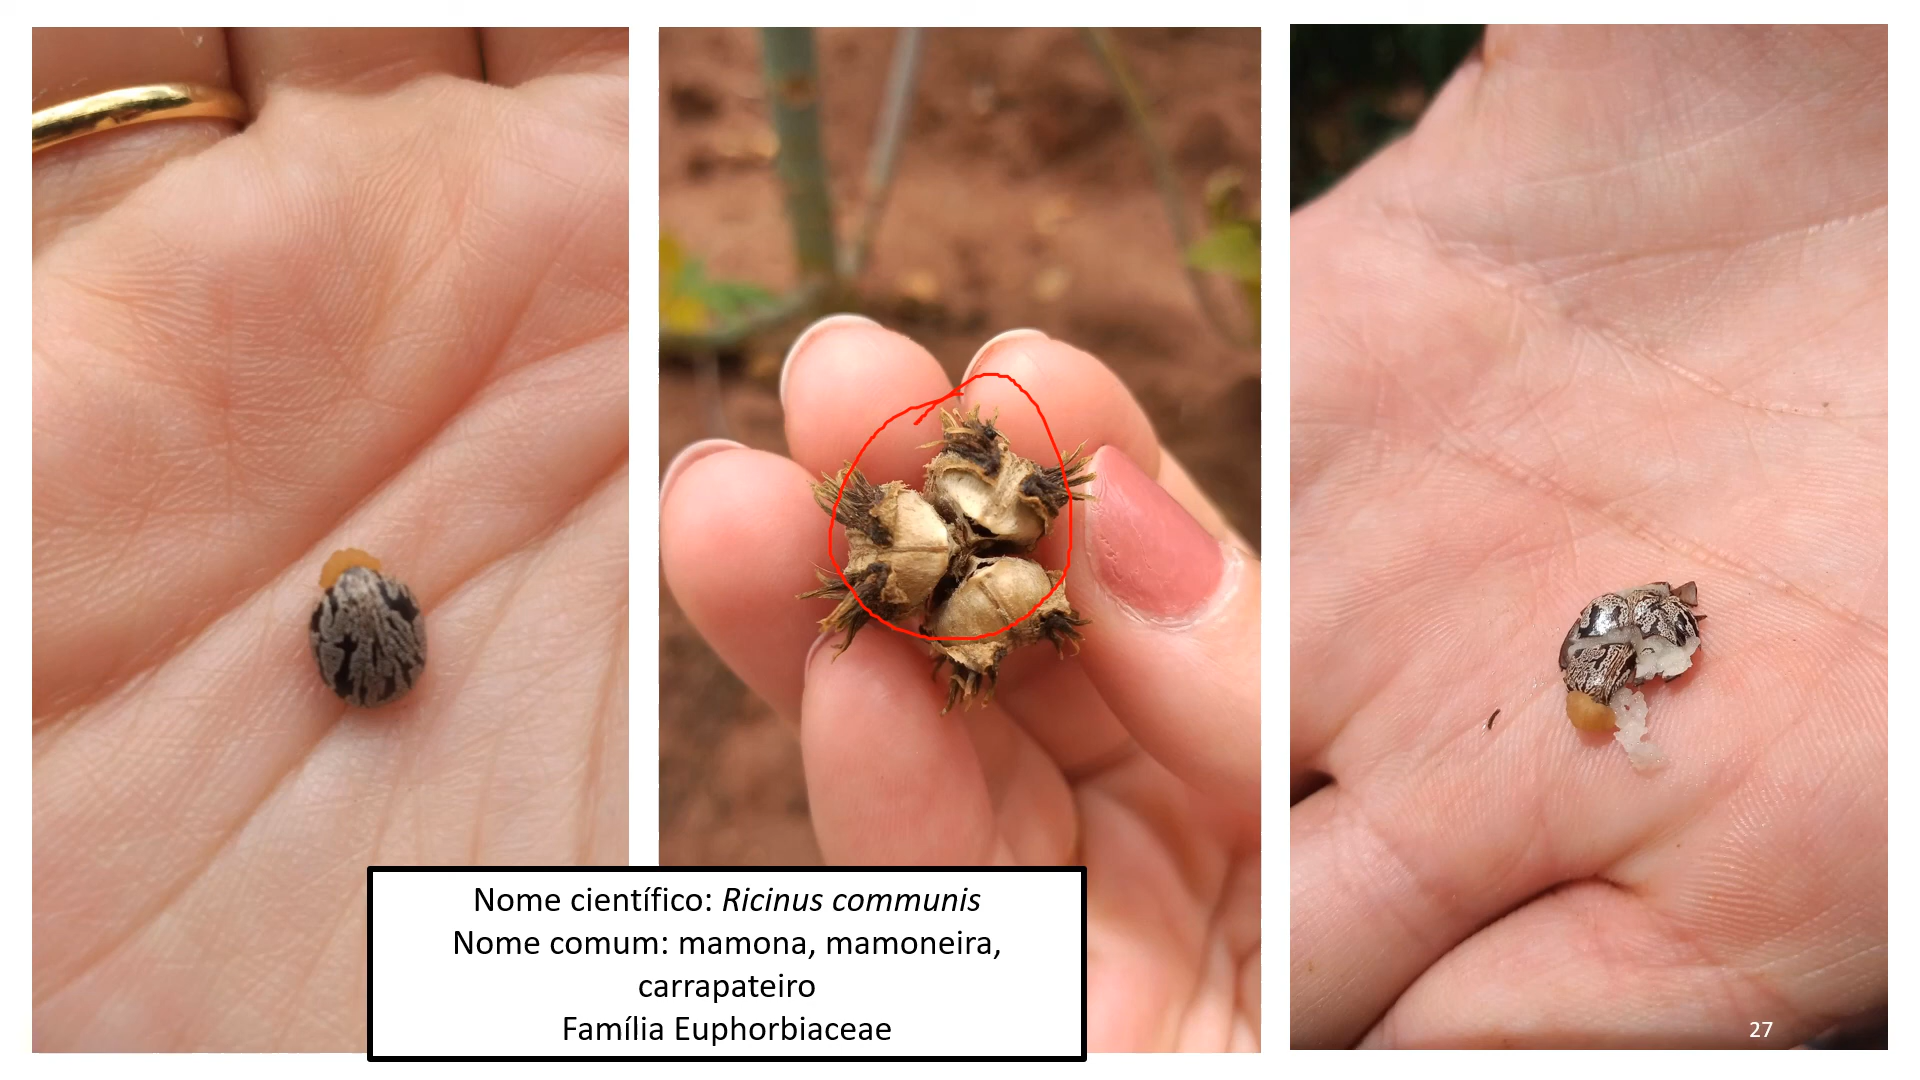 Nome científico: Ricinus communis
Nome comum: mamona, mamoneira,
carrapateiro
Família Euphorbiaceae
27